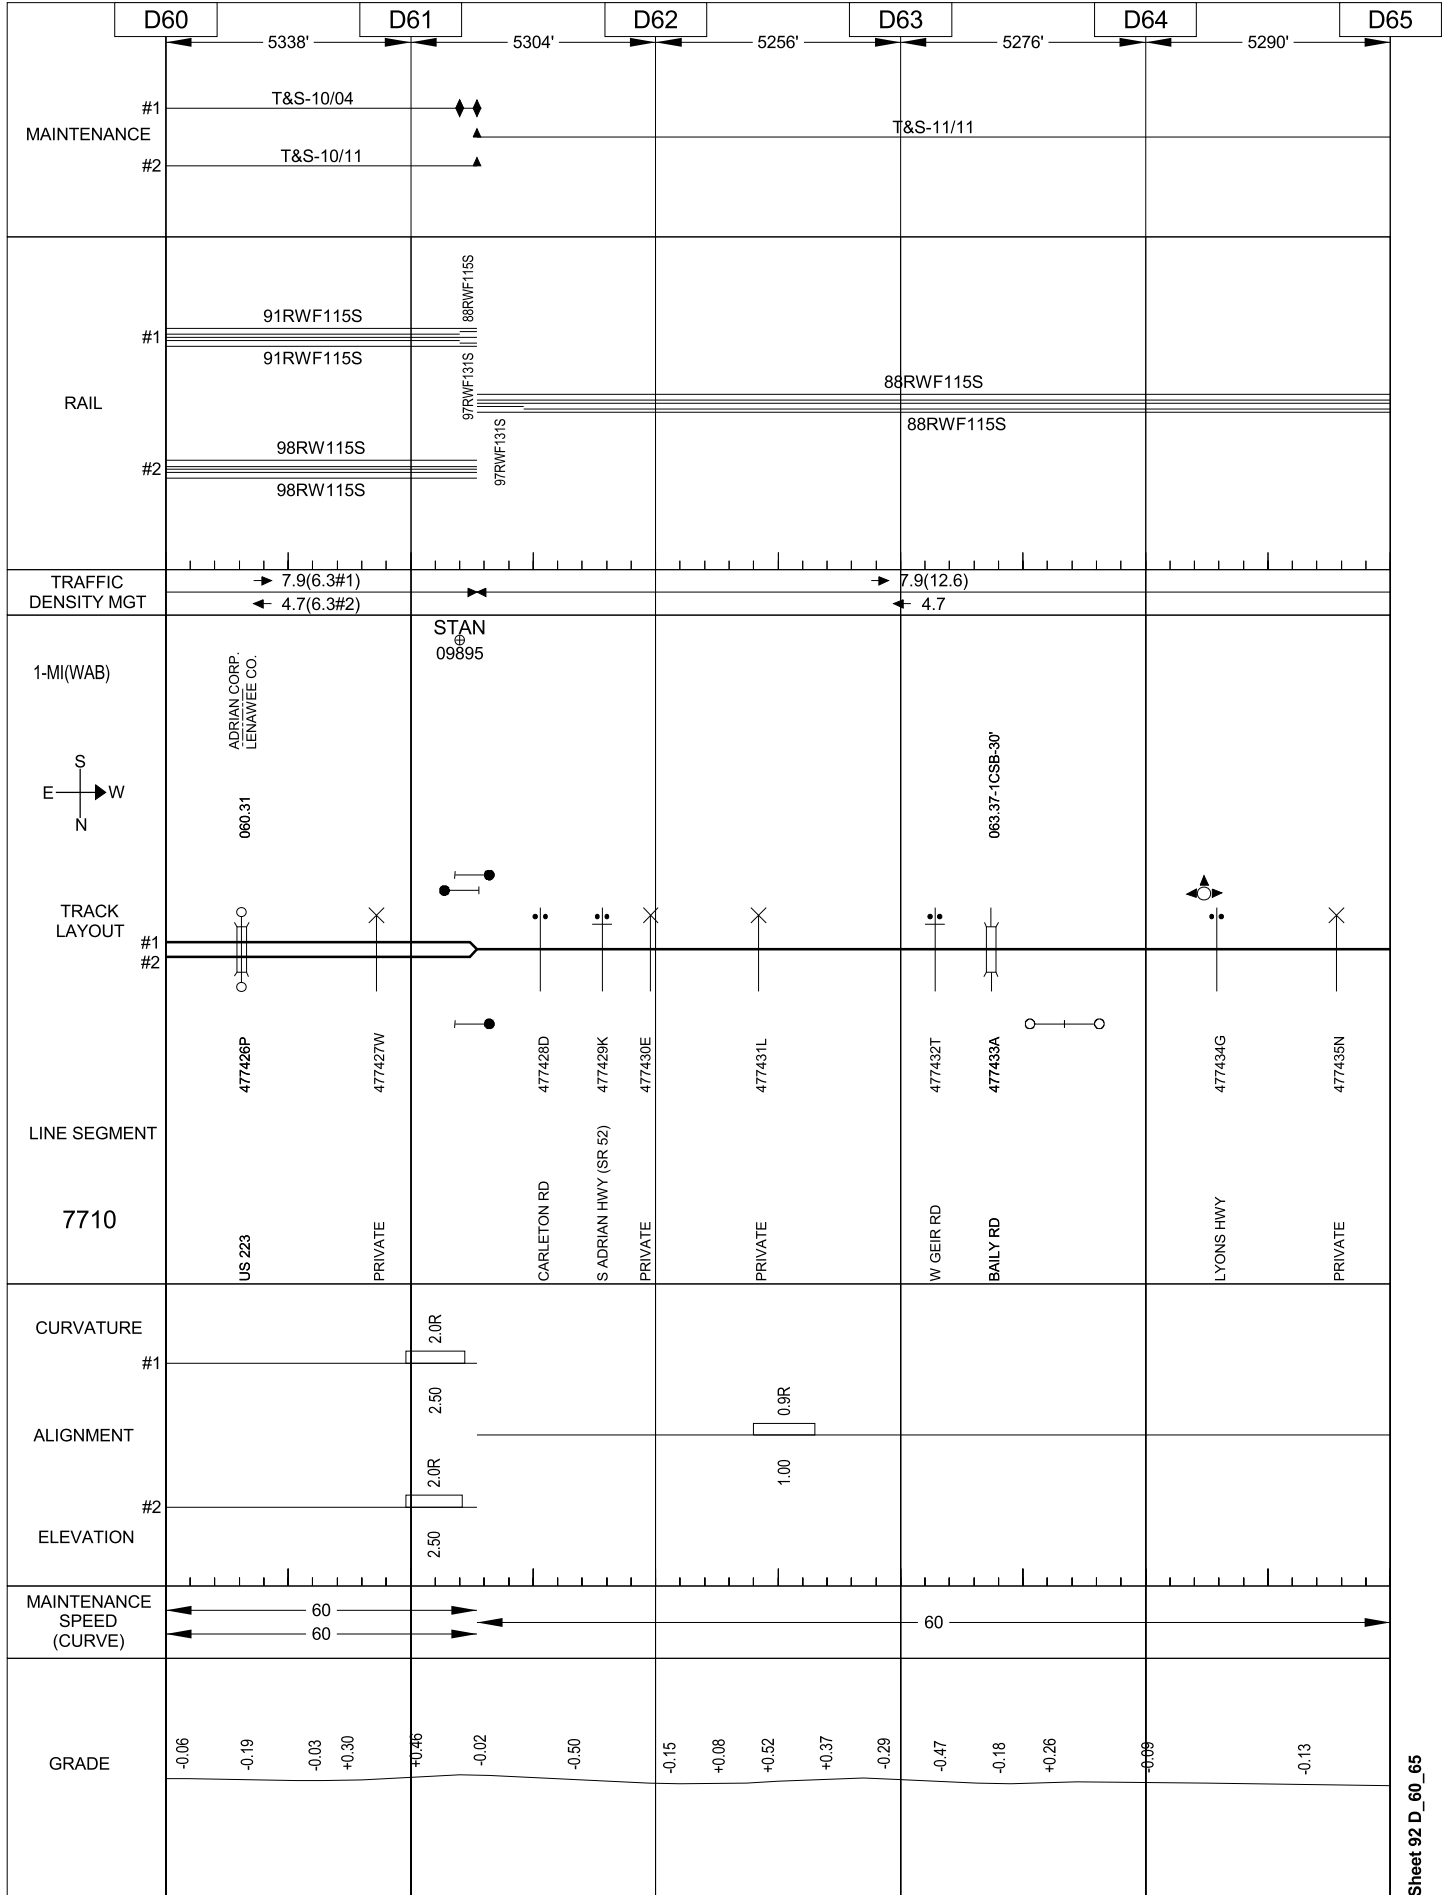 D60 D61 D62 D63 D64 D65
5338' 5304' 5256' 5276' 5290'
#1 T&S-10/04
MAINTENANCE T&S-11/11
#2 T&S-10/11
88RWF115S
91RWF115S
#1
91RWF115S
97RWF131S
88RWF115S
RAIL
88RWF115S
97RWF131S
98RW115S
#2
98RW115S
TRAFFIC
DENSITY MGT
7.9(6.3#1) 7.9(12.6)
4.7(6.3#2) 4.7
STAN
09895
1-MI(WAB)
ADRIAN CORP.
LENAWEE CO.
S
E W
N
060.31
063.37-1CSB-30'
TRACK
LAYOUT
#1
#2
477426P
477427W
477428D
477429K
477430E
477431L
477432T
477433A
477434G
477435N
LINE SEGMENT
7710
US 223
PRIVATE
CARLETON RD
S ADRIAN HWY (SR 52)
PRIVATE
PRIVATE
W GEIR RD
BAILY RD
LYONS HWY
PRIVATE
CURVATURE
2.0R
#1
2.50
0.9R
ALIGNMENT
1.00
2.0R
#2
2.50
ELEVATION
MAINTENANCE
SPEED
(CURVE)
60
60
60
GRADE
-0.06
-0.19
-0.03
+0.30
+0.46
-0.02
-0.50
-0.15
+0.08
+0.52
+0.37
-0.29
-0.47
-0.18
+0.26
-0.09
-0.13
Sheet 92 D_60_65